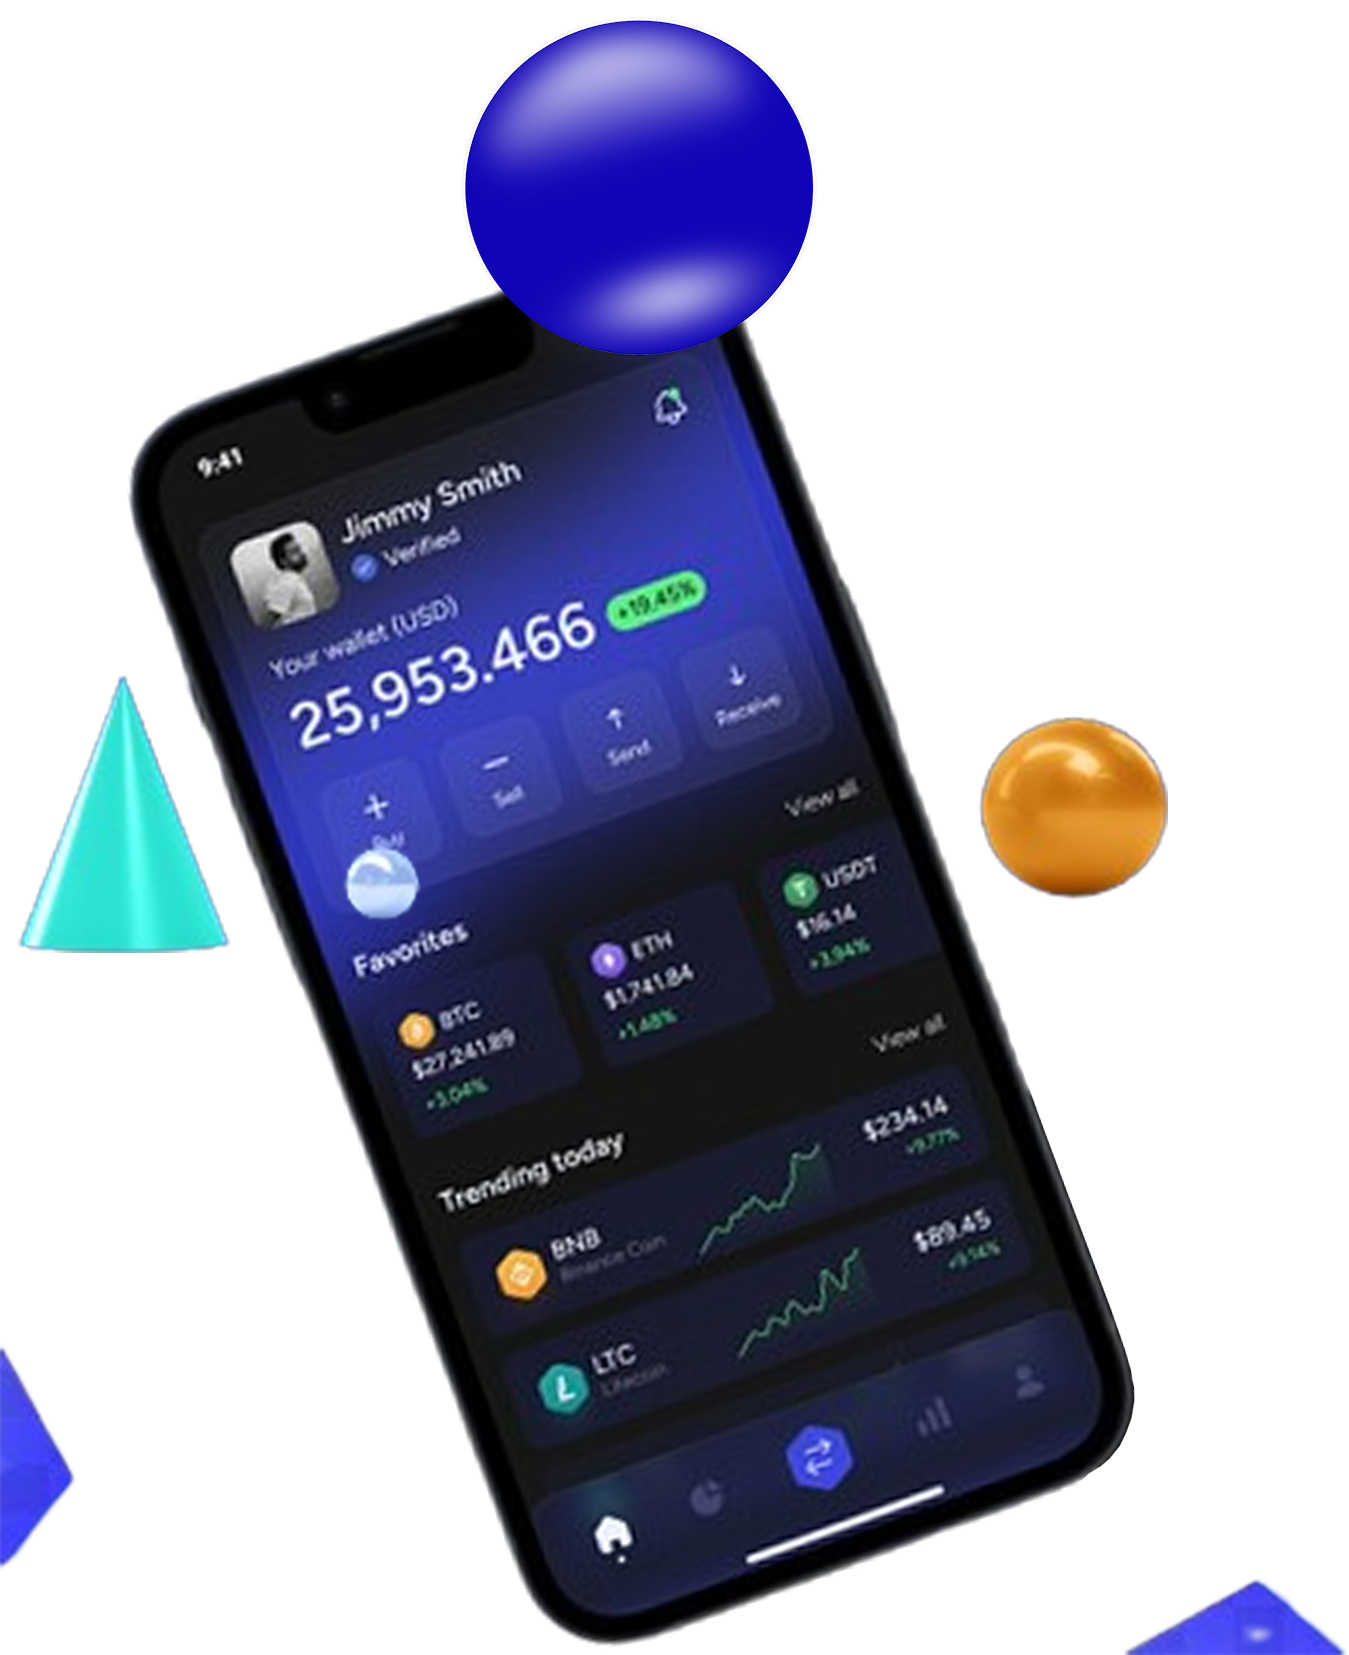 9:41
Jimmy Smith
Verified
Your wallet (USD)
25,953.466 +19.45%
Buy
Sell
Send
Receive
Favorites
View all
BTC
$27,241.89
+3.04%
ETH
$1,741.84
+1.48%
USDT
$16.14
+3.94%
Trending today
View all
BNB
Binance Coin
$234.14
+9.77%
LTC
Litecoin
$89.45
+9.14%